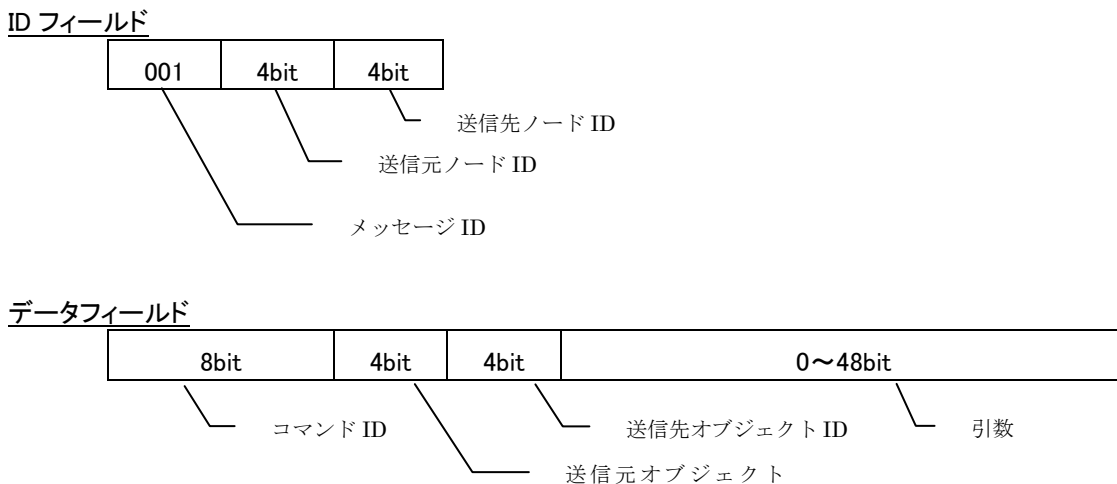 ID フィールド
001 4bit 4bit
送信先ノード ID
送信元ノード ID
メッセージ ID
データフィールド
8bit 4bit 4bit 0～48bit
コマンド ID 送信先オブジェクト ID 引数
送信元オブジェクト